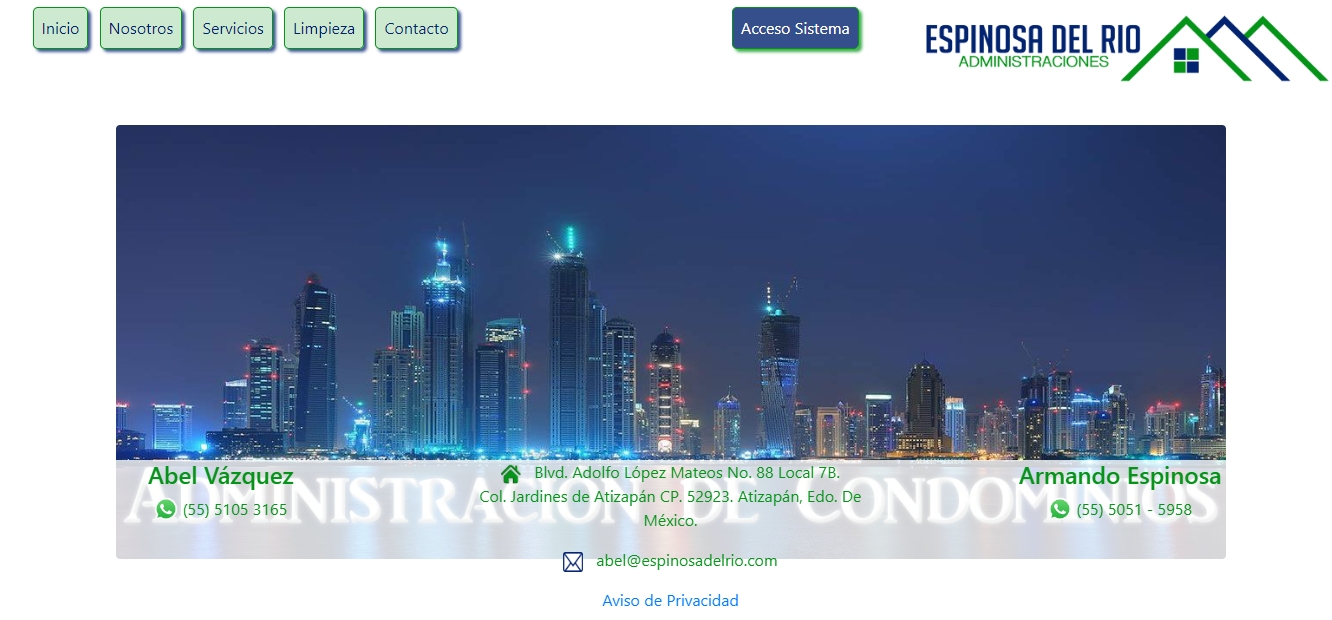 Inicio
Nosotros
Servicios
Limpieza
Contacto
Acceso Sistema
ESPINOSA DEL RIO
ADMINISTRACIONES
ADMINISTRACIÓN DE CONDOMINIOS
Abel Vázquez
(55) 5105 3165
Blvd. Adolfo López Mateos No. 88 Local 7B.
Col. Jardines de Atizapán CP. 52923. Atizapán, Edo. De
México.
abel@espinosadelrio.com
Aviso de Privacidad
Armando Espinosa
(55) 5051 - 5958